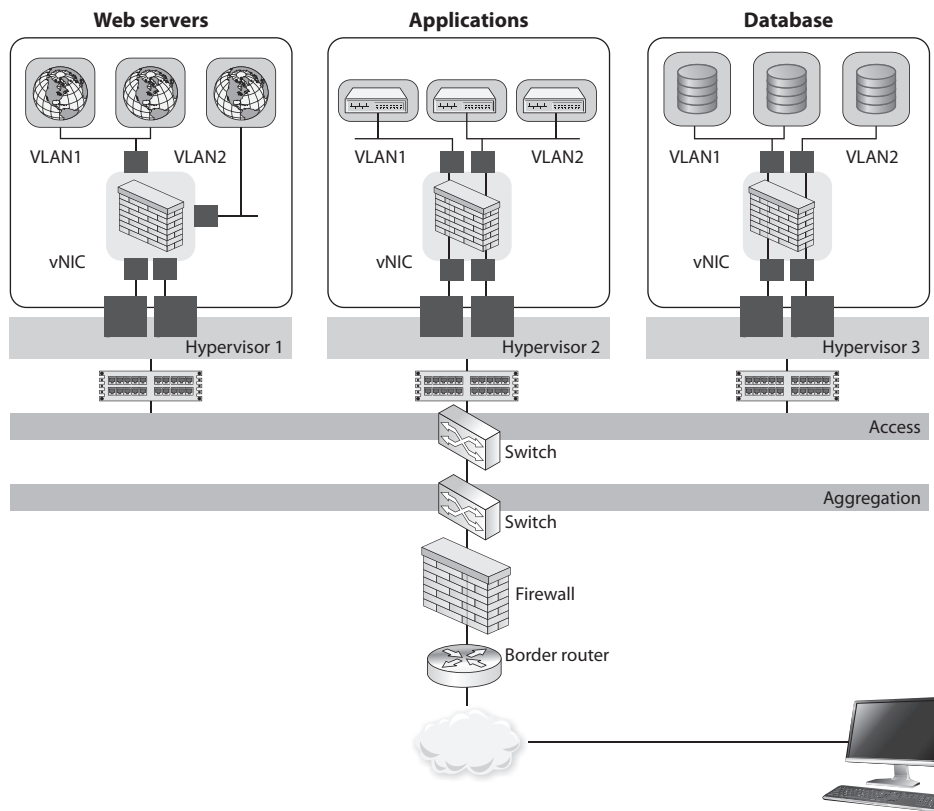 Web servers
Applications
Database
VLAN1
VLAN2
VLAN1
VLAN2
VLAN1
VLAN2
vNIC
vNIC
vNIC
Hypervisor 1
Hypervisor 2
Hypervisor 3
Access
Switch
Aggregation
Switch
Firewall
Border router